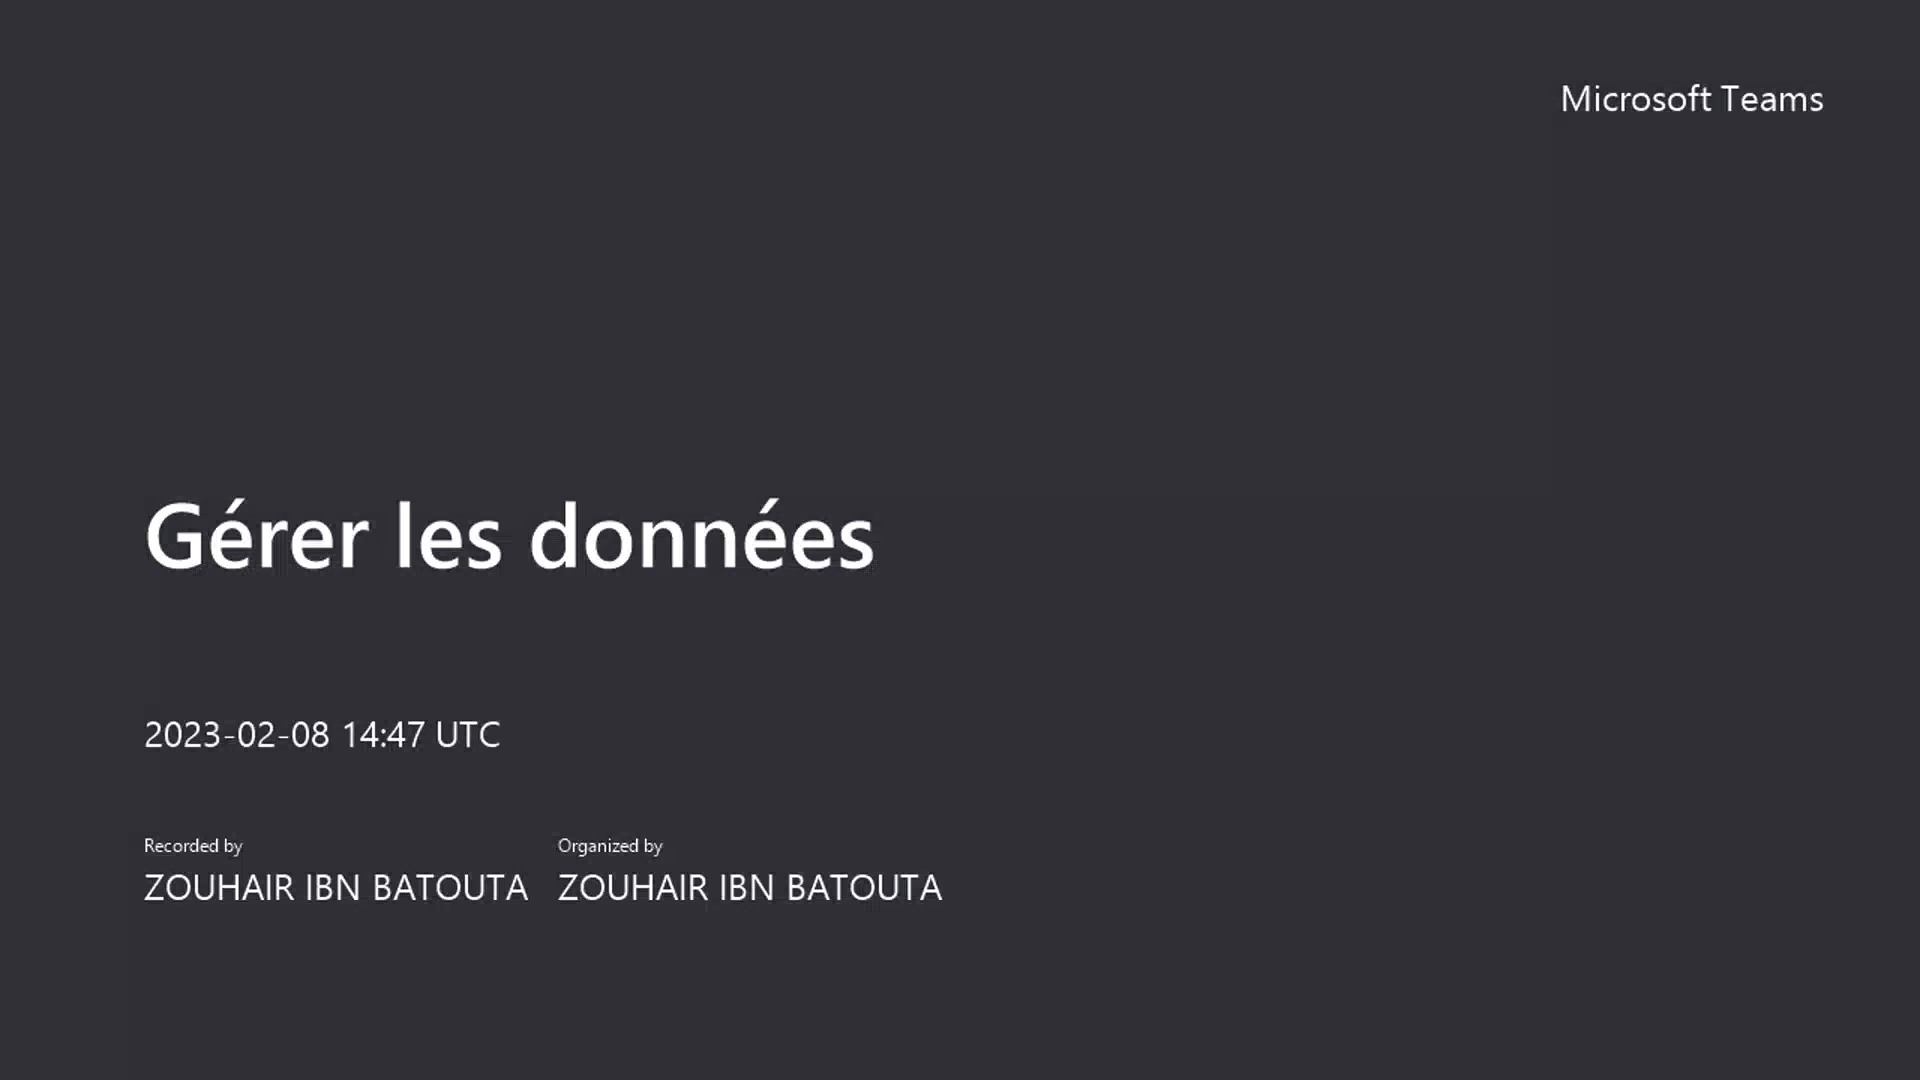 Microsoft Teams
Gérer les données
2023-02-08 14:47 UTC
Recorded by
ZOUHAIR IBN BATOUTA
Organized by
ZOUHAIR IBN BATOUTA